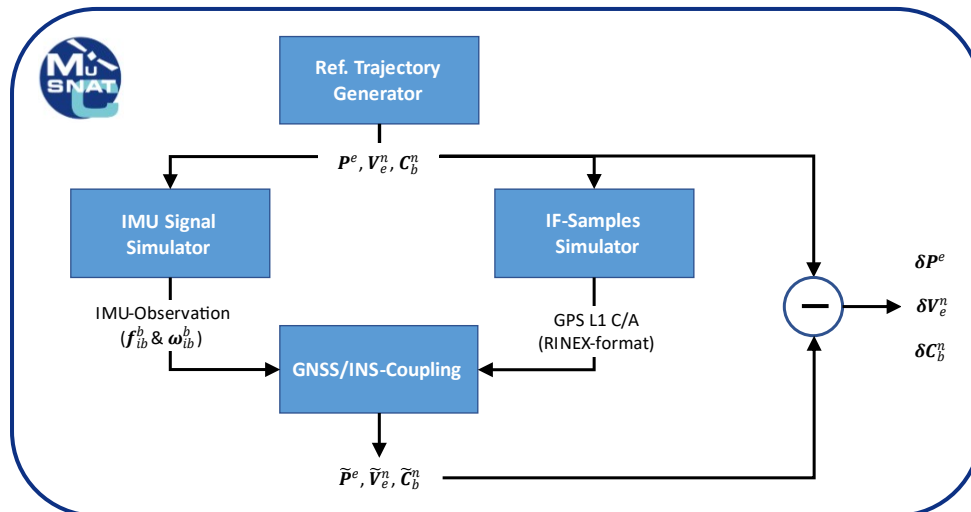 Mu
SNAT
C
Ref. Trajectory
Generator
𝑷ᵉ, 𝑽ₑⁿ, 𝑪_bⁿ
IMU Signal
Simulator
IF-Samples
Simulator
IMU-Observation
(𝒇_ib^b & 𝝎_ib^b)
GPS L1 C/A
(RINEX-format)
GNSS/INS-Coupling
𝑷̃ᵉ, 𝑽̃ₑⁿ, 𝑪̃_bⁿ
−
𝜹𝑷ᵉ
𝜹𝑽ₑⁿ
𝜹𝑪_bⁿ